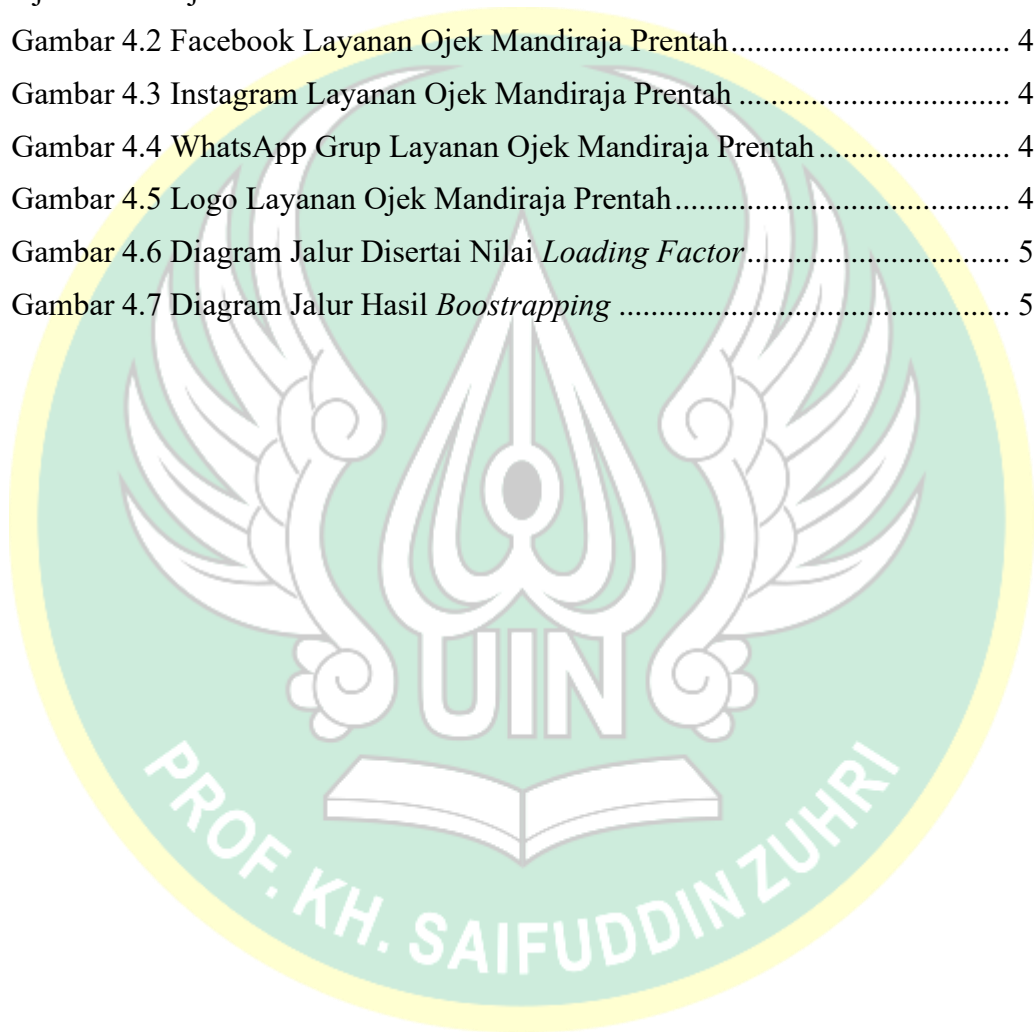 Gambar 4.2 Facebook Layanan Ojek Mandiraja Prentah.................................. 4
Gambar 4.3 Instagram Layanan Ojek Mandiraja Prentah ................................. 4
Gambar 4.4 WhatsApp Grup Layanan Ojek Mandiraja Prentah ....................... 4
Gambar 4.5 Logo Layanan Ojek Mandiraja Prentah......................................... 4
Gambar 4.6 Diagram Jalur Disertai Nilai Loading Factor................................ 5
Gambar 4.7 Diagram Jalur Hasil Boostrapping ................................................ 5
UIN
PROF. KH. SAIFUDDIN ZUHRI